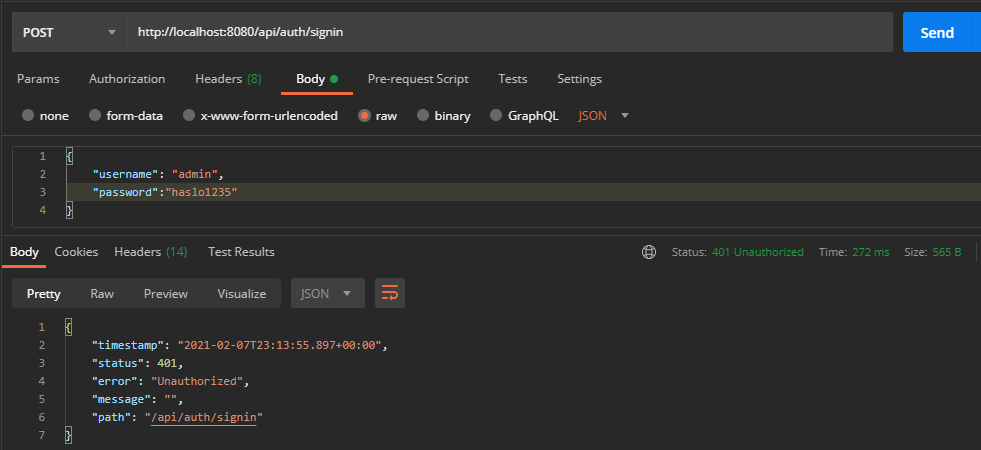 POST http://localhost:8080/api/auth/signin Send
Params Authorization Headers (8) Body Pre-request Script Tests Settings
none form-data x-www-form-urlencoded raw binary GraphQL JSON
1 {
2 "username": "admin",
3 "password":"haslo1235"
4 }
Body Cookies Headers (14) Test Results Status: 401 Unauthorized Time: 272 ms Size: 565 B
Pretty Raw Preview Visualize JSON
1 {
2 "timestamp": "2021-02-07T23:13:55.897+00:00",
3 "status": 401,
4 "error": "Unauthorized",
5 "message": "",
6 "path": "/api/auth/signin"
7 }